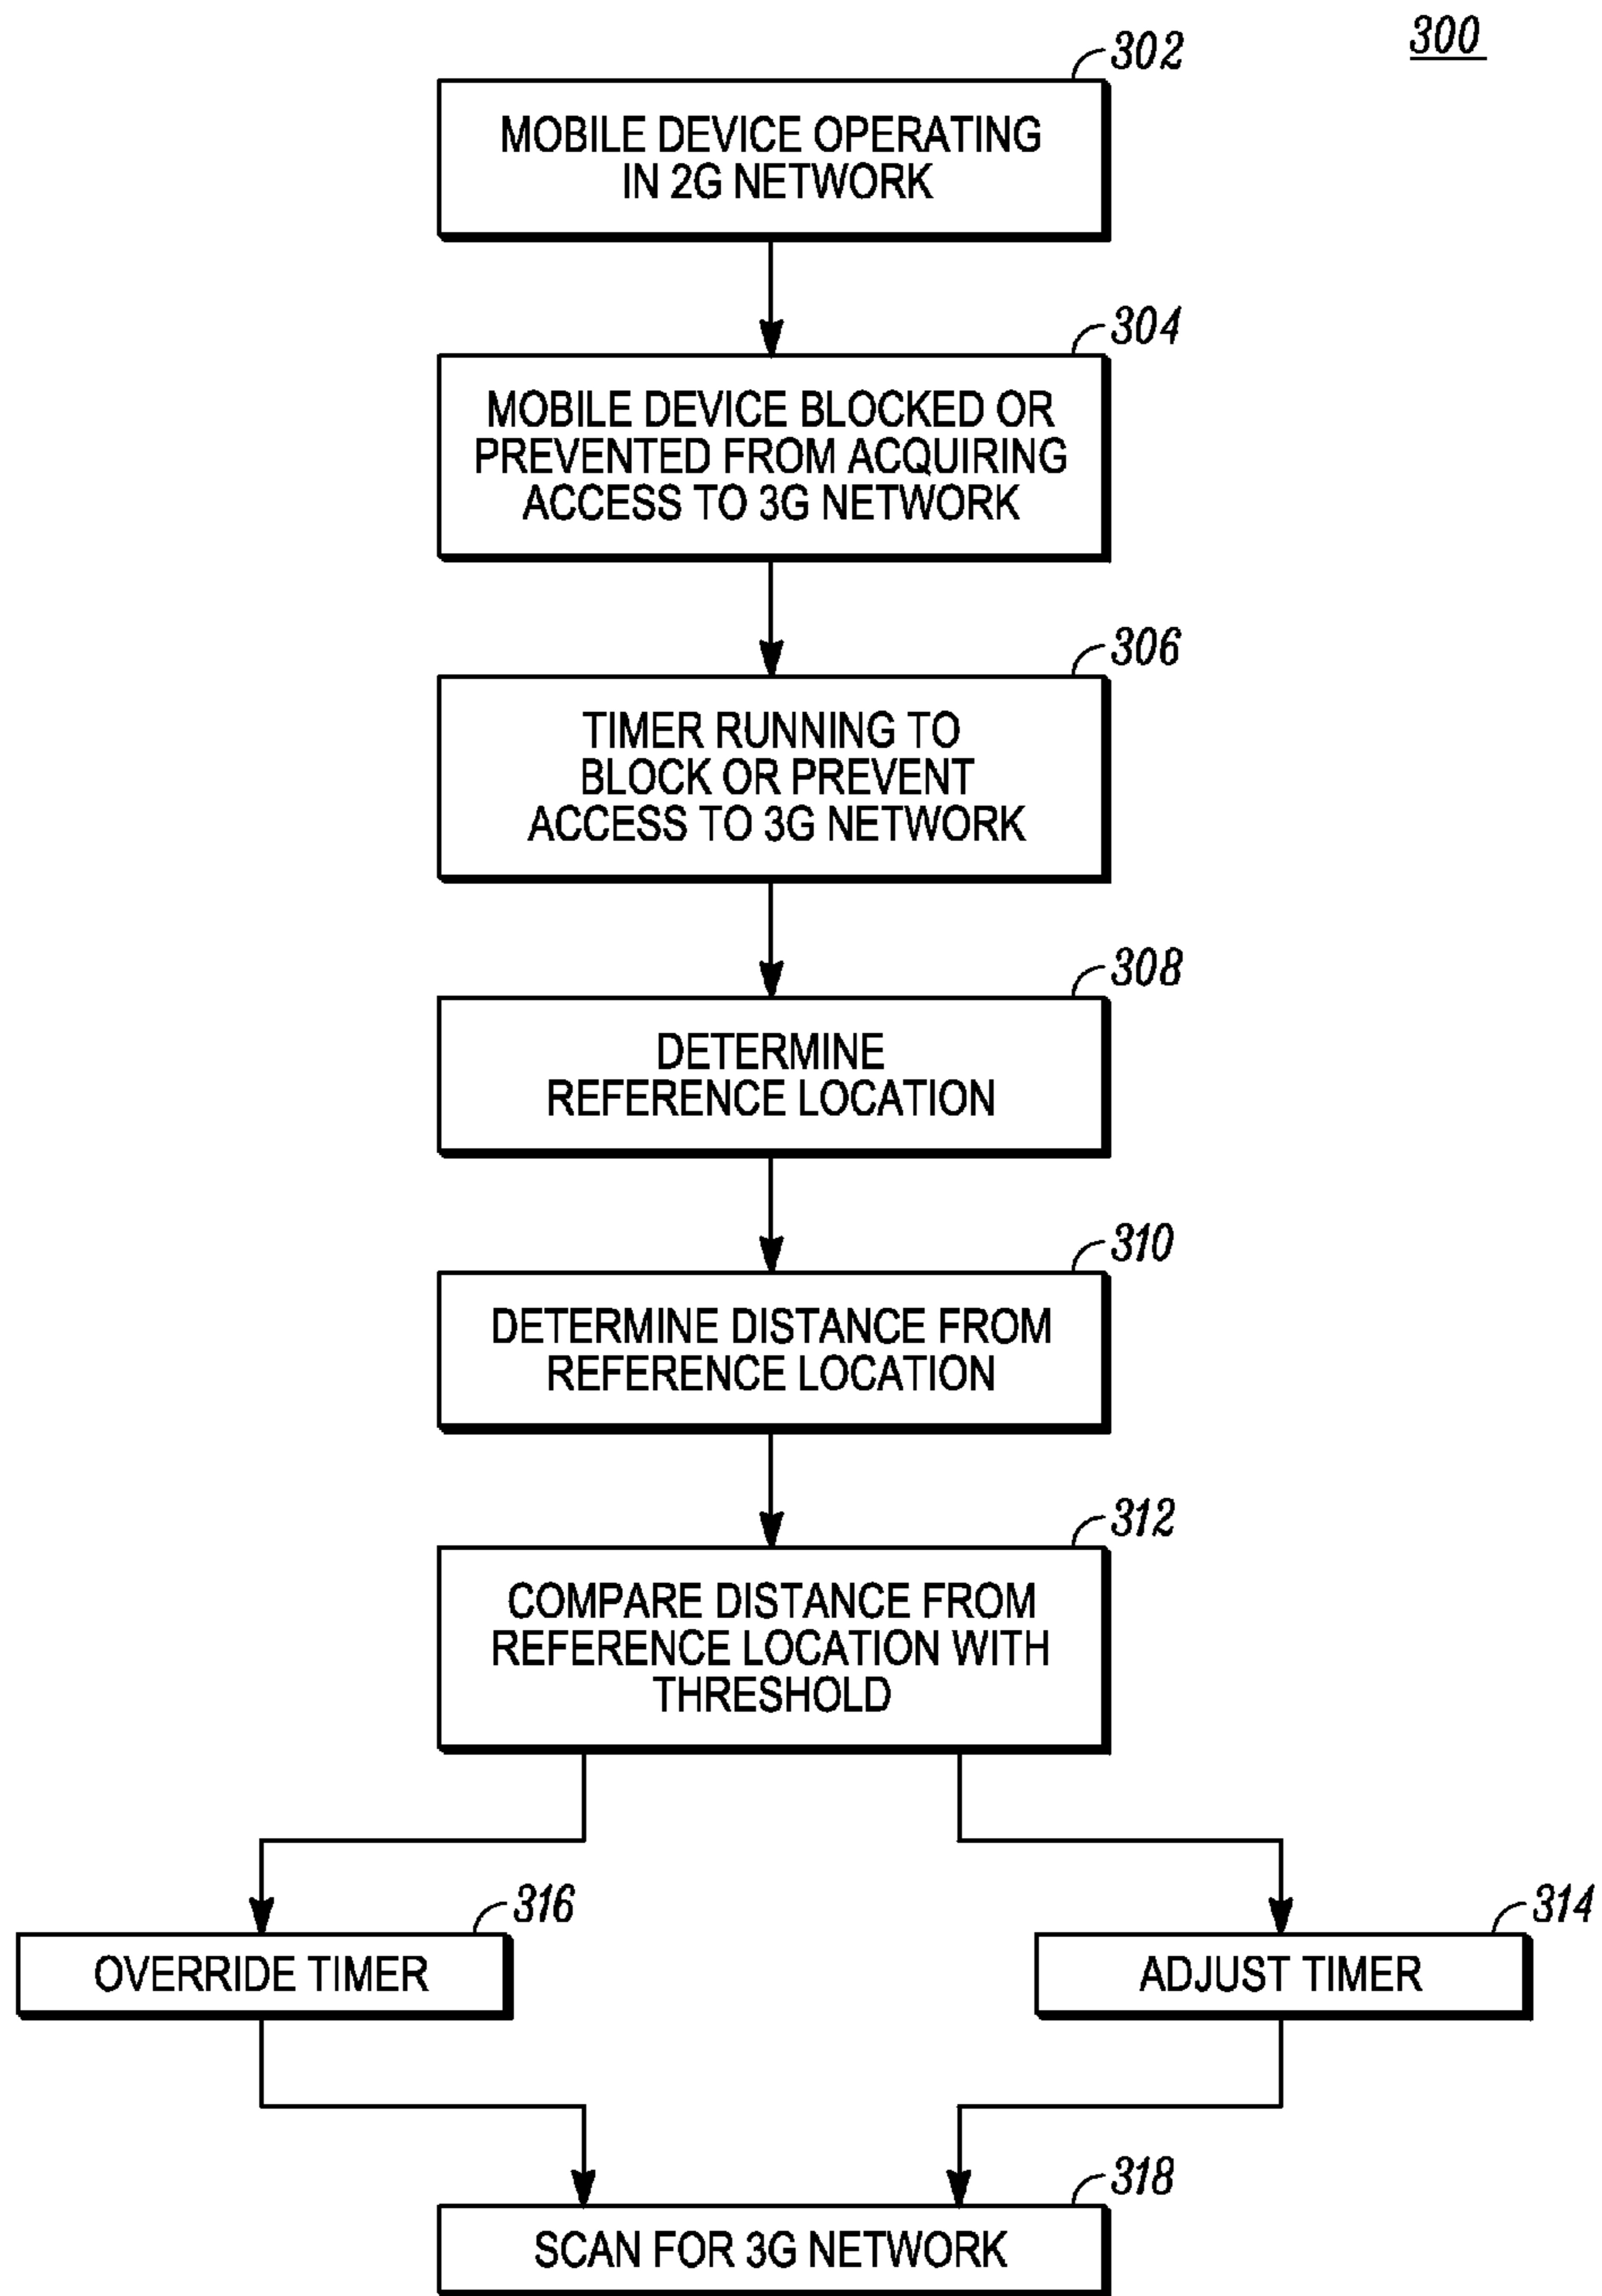 300
302
MOBILE DEVICE OPERATING
IN 2G NETWORK
304
MOBILE DEVICE BLOCKED OR
PREVENTED FROM ACQUIRING
ACCESS TO 3G NETWORK
306
TIMER RUNNING TO
BLOCK OR PREVENT
ACCESS TO 3G NETWORK
308
DETERMINE
REFERENCE LOCATION
310
DETERMINE DISTANCE FROM
REFERENCE LOCATION
312
COMPARE DISTANCE FROM
REFERENCE LOCATION WITH
THRESHOLD
316
OVERRIDE TIMER
314
ADJUST TIMER
318
SCAN FOR 3G NETWORK